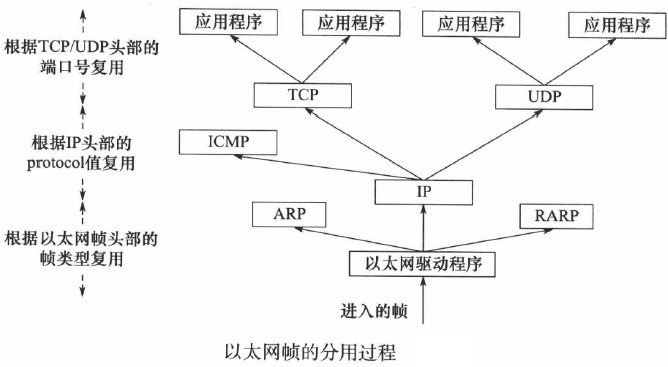 应用程序 应用程序 应用程序 应用程序
根据TCP/UDP头部的
端口号复用
TCP UDP
ICMP
根据IP头部的
protocol值复用
IP
ARP RARP
根据以太网帧头部的
帧类型复用
以太网驱动程序
进入的帧
以太网帧的分用过程